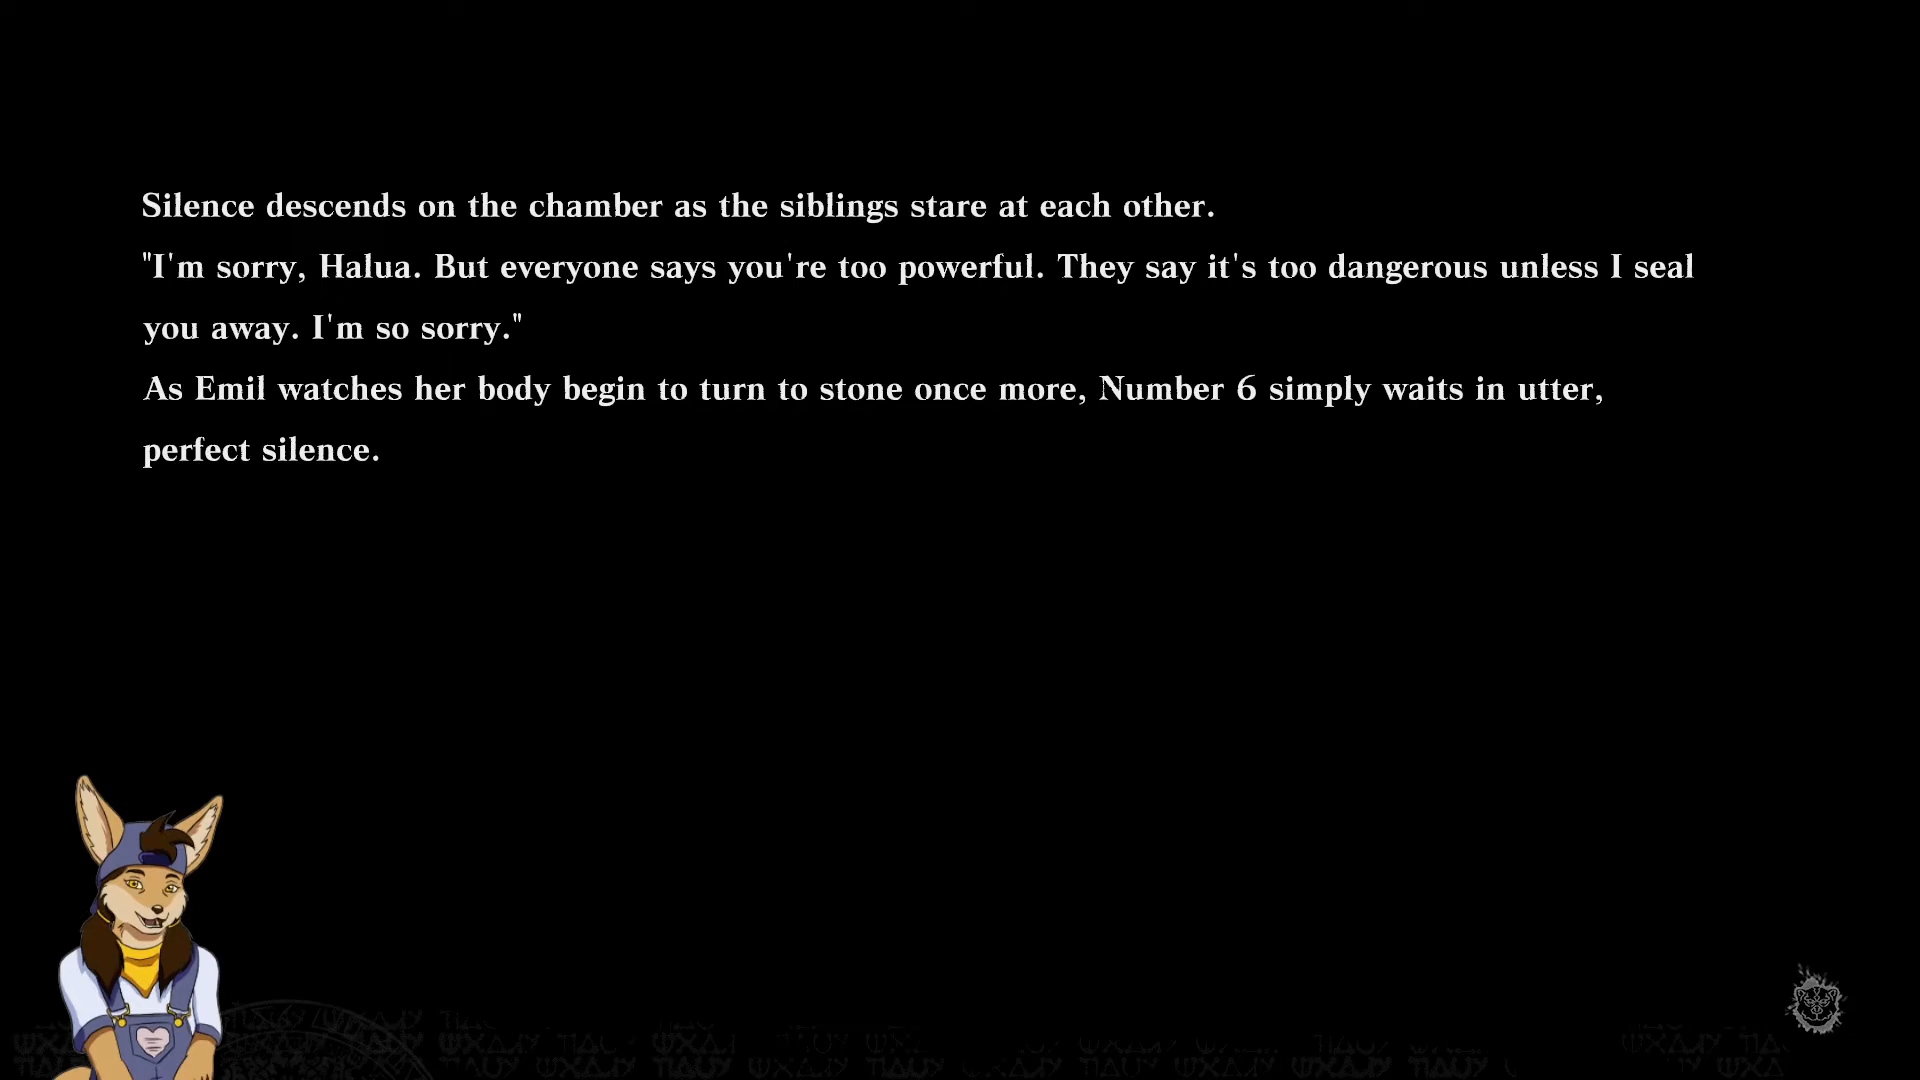 Silence descends on the chamber as the siblings stare at each other.
"I'm sorry, Halua. But everyone says you're too powerful. They say it's too dangerous unless I seal
you away. I'm so sorry."
As Emil watches her body begin to turn to stone once more, Number 6 simply waits in utter,
perfect silence.